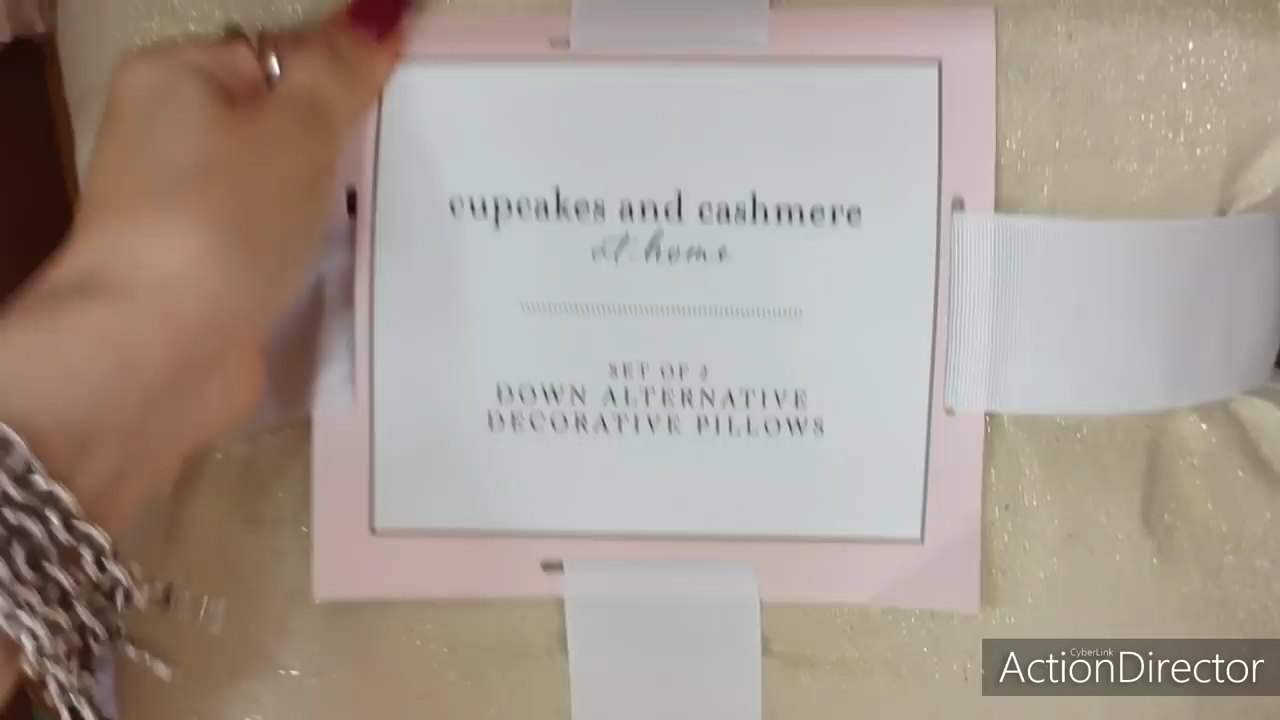 cupcakes and cashmere
at home
SET OF 2
DOWN ALTERNATIVE
DECORATIVE PILLOWS
CyberLink
ActionDirector